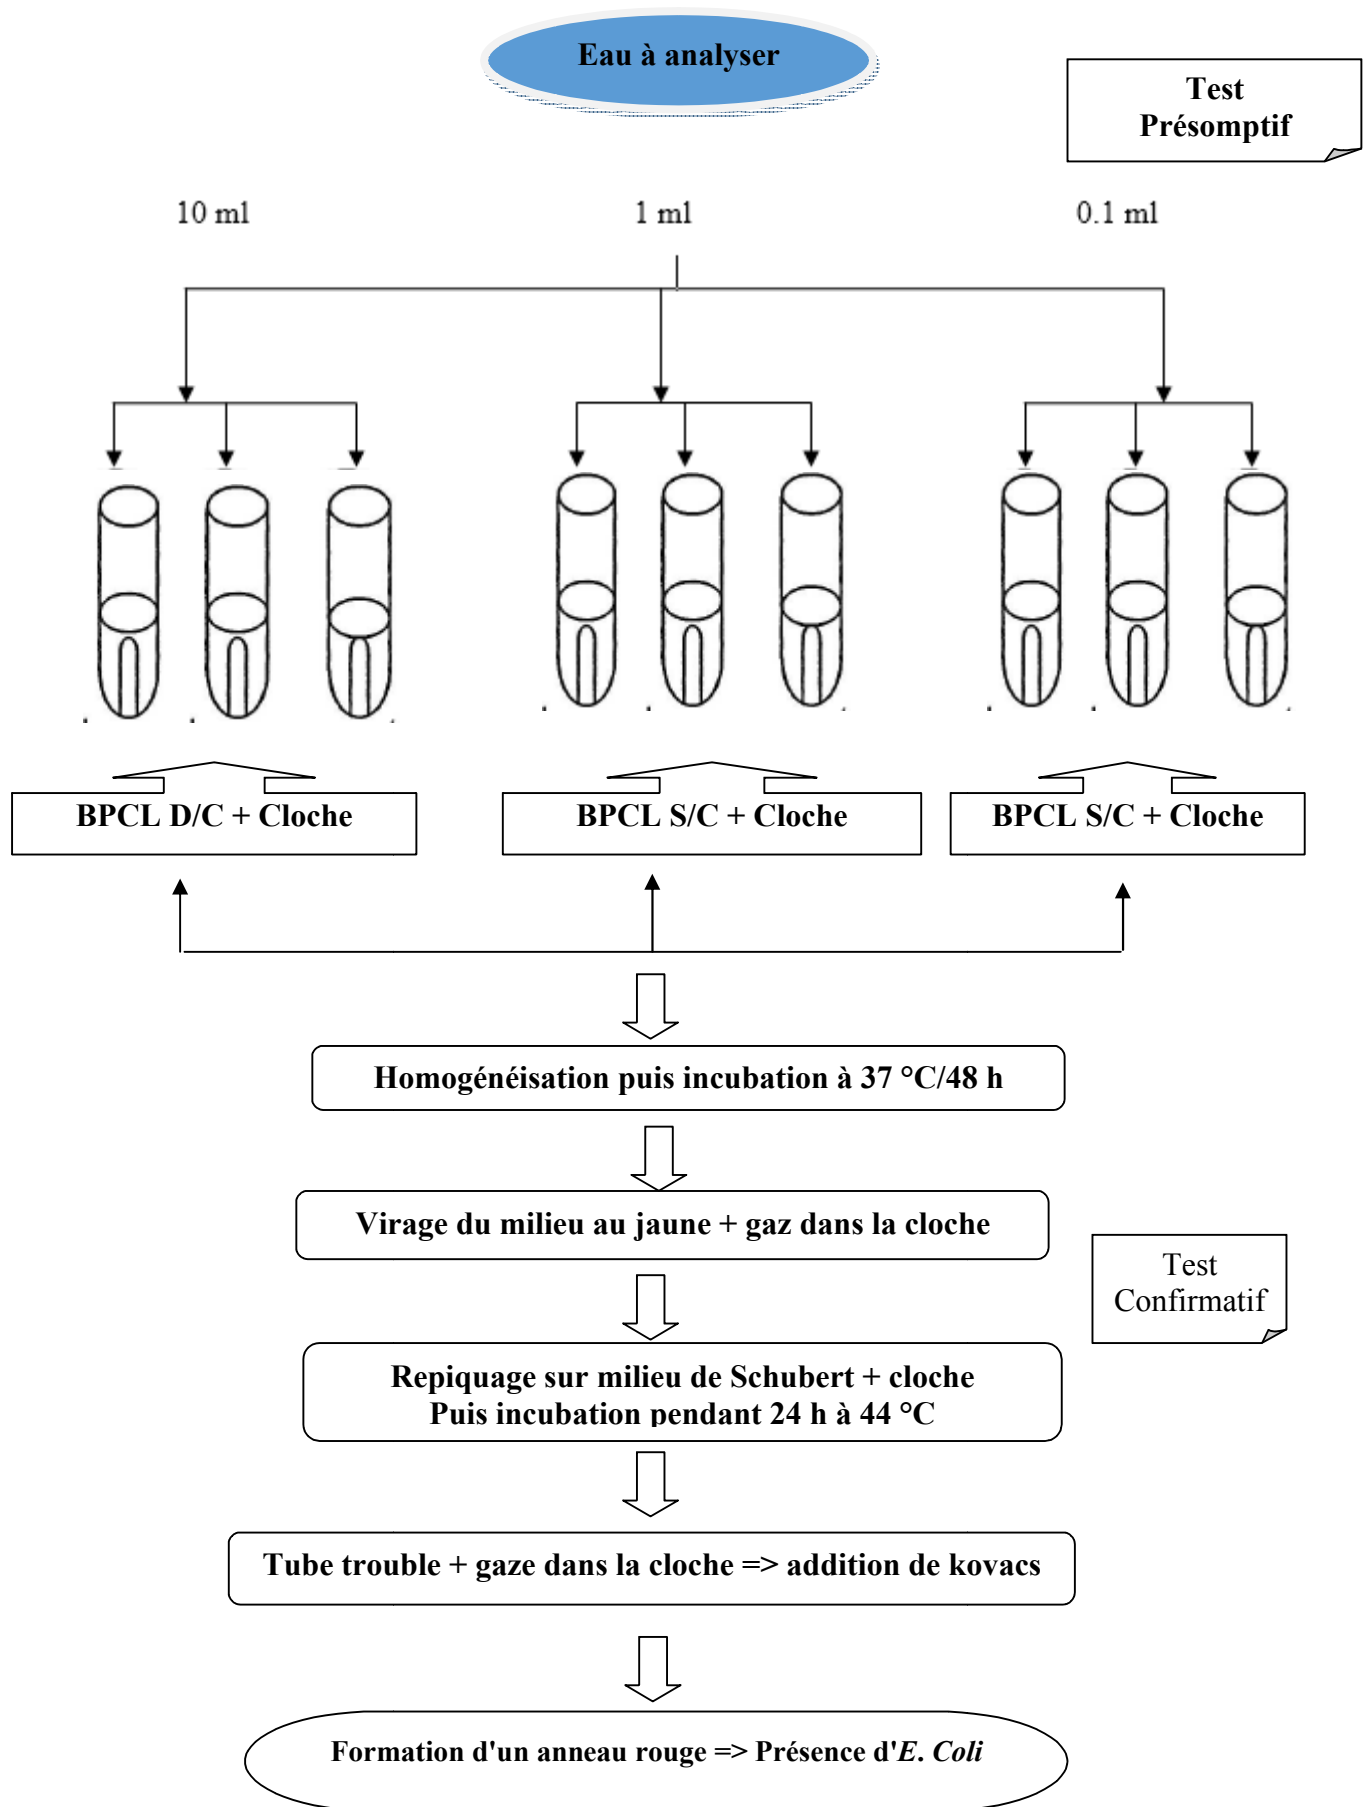 Eau à analyser
Test
Présomptif
10 ml
1 ml
0.1 ml
BPCL D/C + Cloche
BPCL S/C + Cloche
BPCL S/C + Cloche
Homogénéisation puis incubation à 37 °C/48 h
Virage du milieu au jaune + gaz dans la cloche
Test
Confirmatif
Repiquage sur milieu de Schubert + cloche
Puis incubation pendant 24 h à 44 °C
Tube trouble + gaze dans la cloche => addition de kovacs
Formation d'un anneau rouge => Présence d'E. Coli